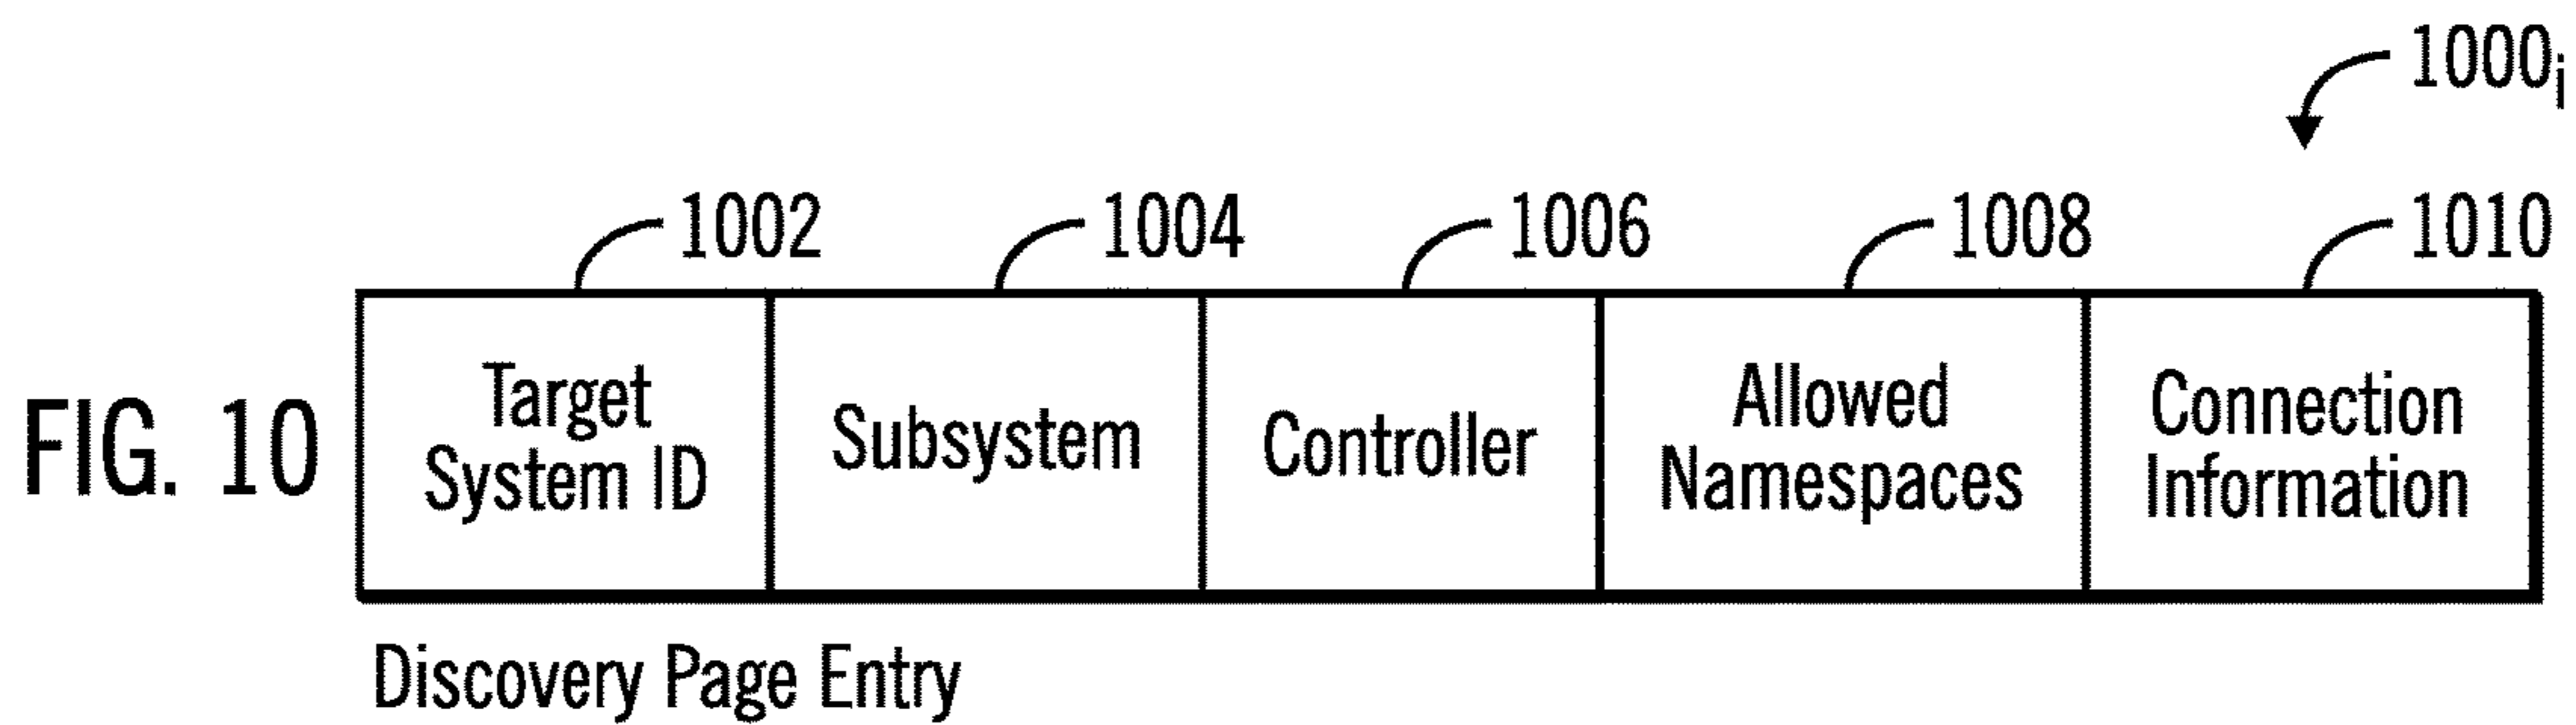 1000i
1002 1004 1006 1008 1010
FIG. 10
Target
System ID
Subsystem
Controller
Allowed
Namespaces
Connection
Information
Discovery Page Entry